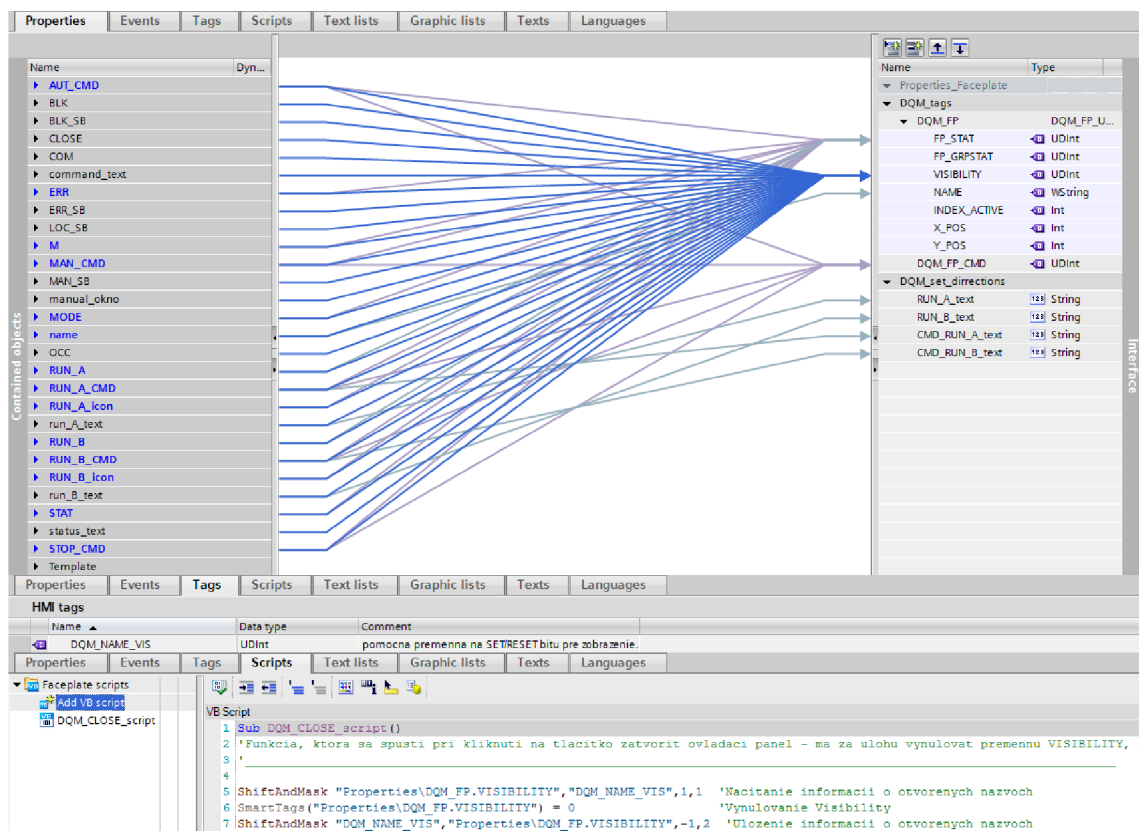 Properties Events Tags Scripts Text lists Graphic lists Texts Languages
Name Dyn...
AUT_CMD
BLK
BLK_SB
CLOSE
COM
command_text
ERR
ERR_SB
LOC_SB
M
MAN_CMD
MAN_SB
manual_okno
MODE
name
OCC
RUN_A
RUN_A_CMD
RUN_A_icon
run_A_text
RUN_B
RUN_B_CMD
RUN_B_icon
run_B_text
STAT
status_text
STOP_CMD
Template
Contained objects
Name Type
Properties_Faceplate
DQM_tags
DQM_FP DQM_FP_U...
FP_STAT UDInt
FP_GRPSTAT UDInt
VISIBILITY UDInt
NAME WString
INDEX_ACTIVE Int
X_POS Int
Y_POS Int
DQM_FP_CMD UDInt
DQM_set_dirrections
RUN_A_text String
RUN_B_text String
CMD_RUN_A_text String
CMD_RUN_B_text String
Interface
Properties Events Tags Scripts Text lists Graphic lists Texts Languages
HMI tags
Name Data type Comment
DQM_NAME_VIS UDInt pomocna premenna na SET/RESET bitu pre zobrazenie.
Properties Events Tags Scripts Text lists Graphic lists Texts Languages
Faceplate scripts
Add VB script
DQM_CLOSE_script
VB Script
1 Sub DQM_CLOSE_script()
2 'Funkcia, ktora sa spusti pri kliknuti na tlacitko zatvorit ovladaci panel - ma za ulohu vynulovat premennu VISIBILITY,
3 '
4
5 ShiftAndMask "Properties\DQM_FP.VISIBILITY","DQM_NAME_VIS",1,1 'Nacitanie informacii o otvorenych nazvoch
6 SmartTags("Properties\DQM_FP.VISIBILITY") = 0 'Vynulovanie Visibility
7 ShiftAndMask "DQM_NAME_VIS","Properties\DQM_FP.VISIBILITY",-1,2 'Ulozenie informacii o otvorenych nazvoch